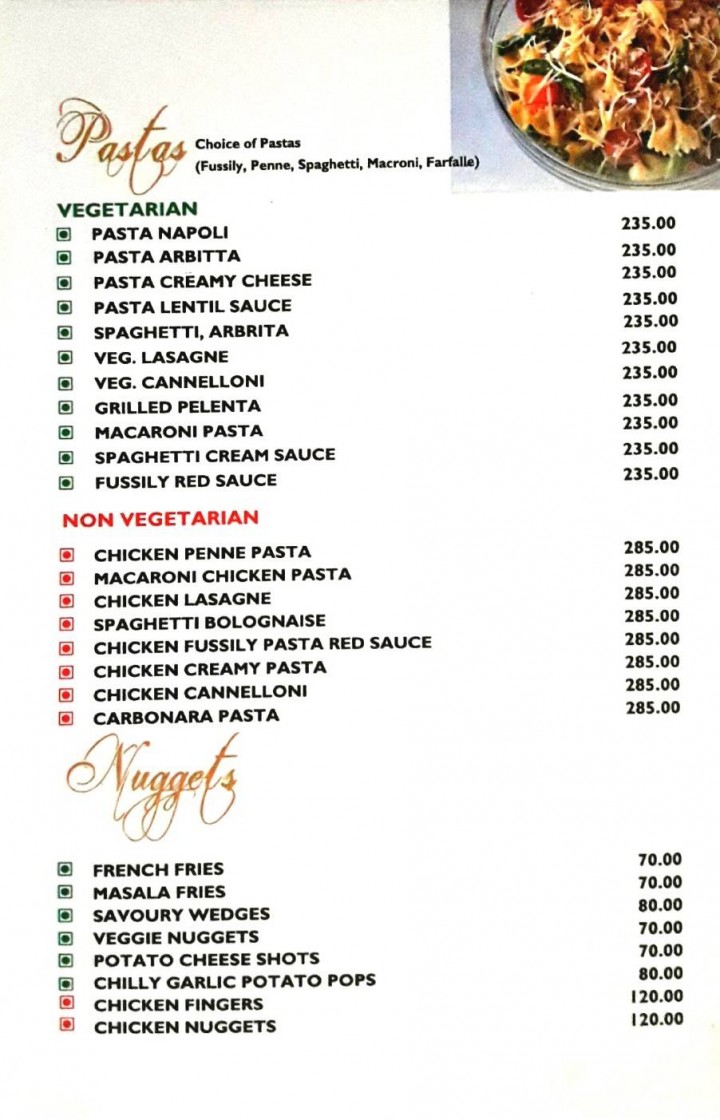 Pastas Choice of Pastas
(Fussily, Penne, Spaghetti, Macroni, Farfalle)
VEGETARIAN
PASTA NAPOLI 235.00
PASTA ARBITTA 235.00
PASTA CREAMY CHEESE 235.00
PASTA LENTIL SAUCE 235.00
SPAGHETTI, ARBRITA 235.00
VEG. LASAGNE 235.00
VEG. CANNELLONI 235.00
GRILLED PELENTA 235.00
MACARONI PASTA 235.00
SPAGHETTI CREAM SAUCE 235.00
FUSSILY RED SAUCE 235.00
NON VEGETARIAN
CHICKEN PENNE PASTA 285.00
MACARONI CHICKEN PASTA 285.00
CHICKEN LASAGNE 285.00
SPAGHETTI BOLOGNAISE 285.00
CHICKEN FUSSILY PASTA RED SAUCE 285.00
CHICKEN CREAMY PASTA 285.00
CHICKEN CANNELLONI 285.00
CARBONARA PASTA 285.00
Nuggets
FRENCH FRIES 70.00
MASALA FRIES 70.00
SAVOURY WEDGES 80.00
VEGGIE NUGGETS 70.00
POTATO CHEESE SHOTS 70.00
CHILLY GARLIC POTATO POPS 80.00
CHICKEN FINGERS 120.00
CHICKEN NUGGETS 120.00